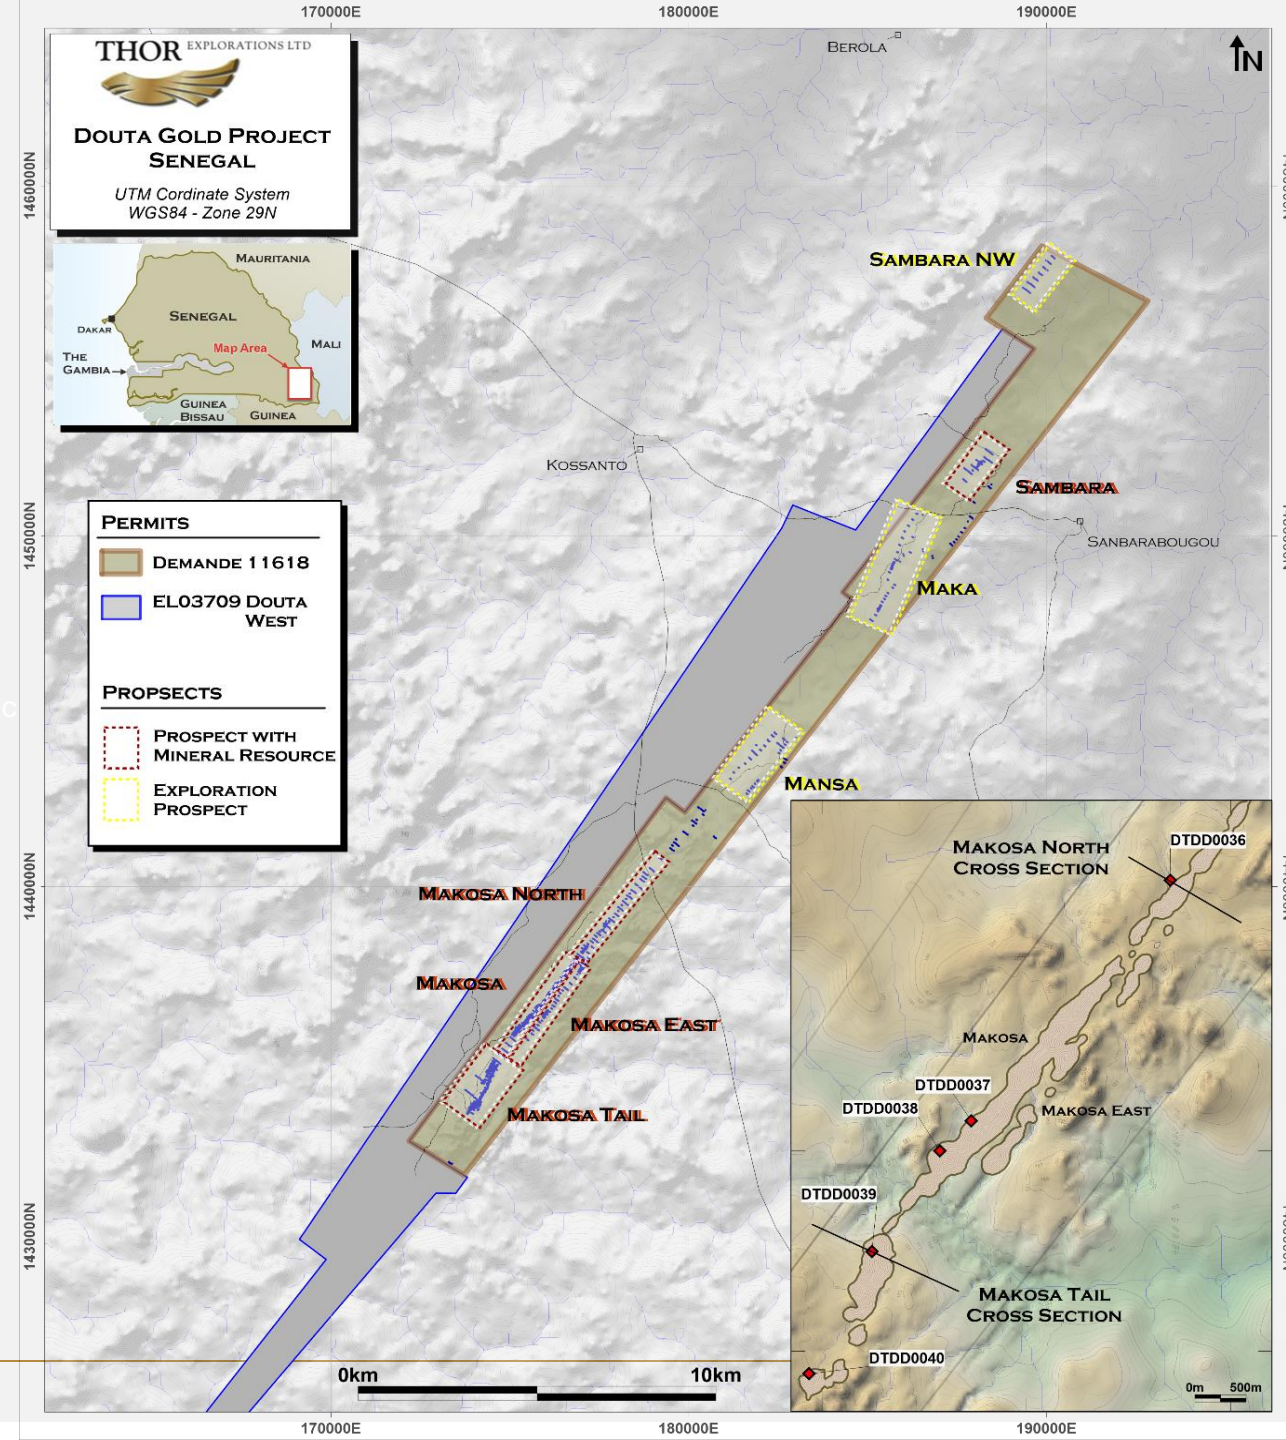 170000E
180000E
190000E
THOR EXPLORATIONS LTD
DOUTA GOLD PROJECT
SENEGAL
UTM Cordinate System
WGS84 - Zone 29N
BEROLA
N
1460000N
MAURITANIA
SENEGAL
DAKAR
MALI
Map Area
THE
GAMBIA
GUINEA
BISSAU
GUINEA
SAMBARA NW
KOSSANTO
SAMBARA
1450000N
SANBARABOUGOU
PERMITS
DEMANDE 11618
EL03709 DOUTA
WEST
MAKA
PROPSECTS
PROSPECT WITH
MINERAL RESOURCE
EXPLORATION
PROSPECT
MANSA
1440000N
MAKOSA NORTH
MAKOSA
MAKOSA EAST
MAKOSA TAIL
1430000N
DTDD0036
MAKOSA NORTH
CROSS SECTION
MAKOSA
DTDD0037
DTDD0038
MAKOSA EAST
DTDD0039
MAKOSA TAIL
CROSS SECTION
DTDD0040
0m 500m
0km 10km
170000E
180000E
190000E